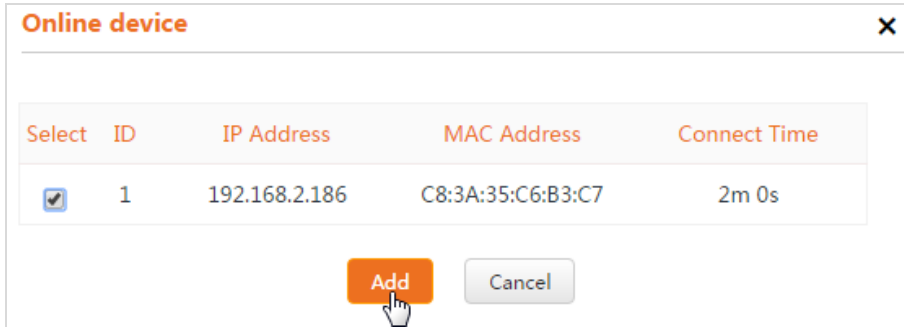 Online device
Select ID IP Address MAC Address Connect Time
1 192.168.2.186 C8:3A:35:C6:B3:C7 2m 0s
Add Cancel